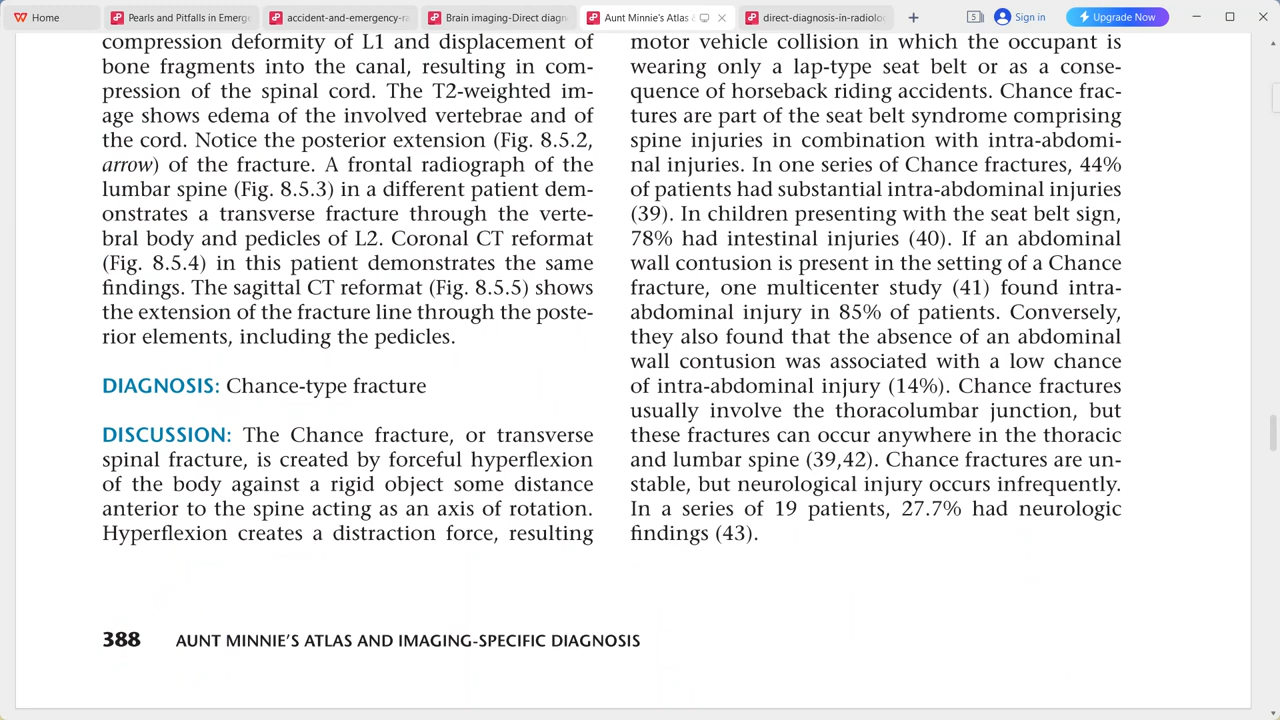 Home
Pearls and Pitfalls in Emerg
accident-and-emergency-ra
Brain imaging-Direct diagn
Aunt Minnie's Atlas &
direct-diagnosis-in-radiolo
5
Sign in
Upgrade Now
compression deformity of L1 and displacement of
bone fragments into the canal, resulting in com-
pression of the spinal cord. The T2-weighted im-
age shows edema of the involved vertebrae and of
the cord. Notice the posterior extension (Fig. 8.5.2,
arrow) of the fracture. A frontal radiograph of the
lumbar spine (Fig. 8.5.3) in a different patient dem-
onstrates a transverse fracture through the verte-
bral body and pedicles of L2. Coronal CT reformat
(Fig. 8.5.4) in this patient demonstrates the same
findings. The sagittal CT reformat (Fig. 8.5.5) shows
the extension of the fracture line through the poste-
rior elements, including the pedicles.
DIAGNOSIS: Chance-type fracture
DISCUSSION: The Chance fracture, or transverse
spinal fracture, is created by forceful hyperflexion
of the body against a rigid object some distance
anterior to the spine acting as an axis of rotation.
Hyperflexion creates a distraction force, resulting
motor vehicle collision in which the occupant is
wearing only a lap-type seat belt or as a conse-
quence of horseback riding accidents. Chance frac-
tures are part of the seat belt syndrome comprising
spine injuries in combination with intra-abdomi-
nal injuries. In one series of Chance fractures, 44%
of patients had substantial intra-abdominal injuries
(39). In children presenting with the seat belt sign,
78% had intestinal injuries (40). If an abdominal
wall contusion is present in the setting of a Chance
fracture, one multicenter study (41) found intra-
abdominal injury in 85% of patients. Conversely,
they also found that the absence of an abdominal
wall contusion was associated with a low chance
of intra-abdominal injury (14%). Chance fractures
usually involve the thoracolumbar junction, but
these fractures can occur anywhere in the thoracic
and lumbar spine (39,42). Chance fractures are un-
stable, but neurological injury occurs infrequently.
In a series of 19 patients, 27.7% had neurologic
findings (43).
388 AUNT MINNIE'S ATLAS AND IMAGING-SPECIFIC DIAGNOSIS